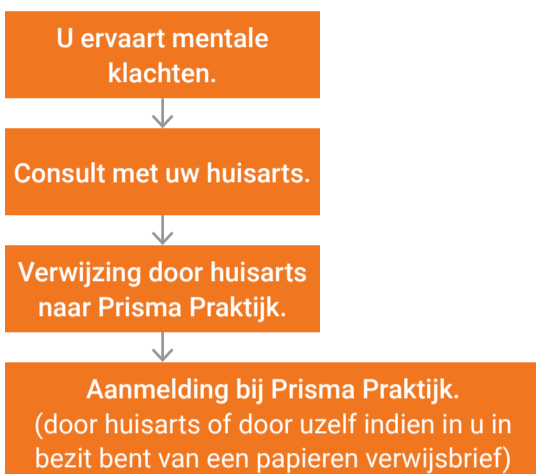 U ervaart mentale
klachten.
Consult met uw huisarts.
Verwijzing door huisarts
naar Prisma Praktijk.
Aanmelding bij Prisma Praktijk.
(door huisarts of door uzelf indien in u in
bezit bent van een papieren verwijsbrief)